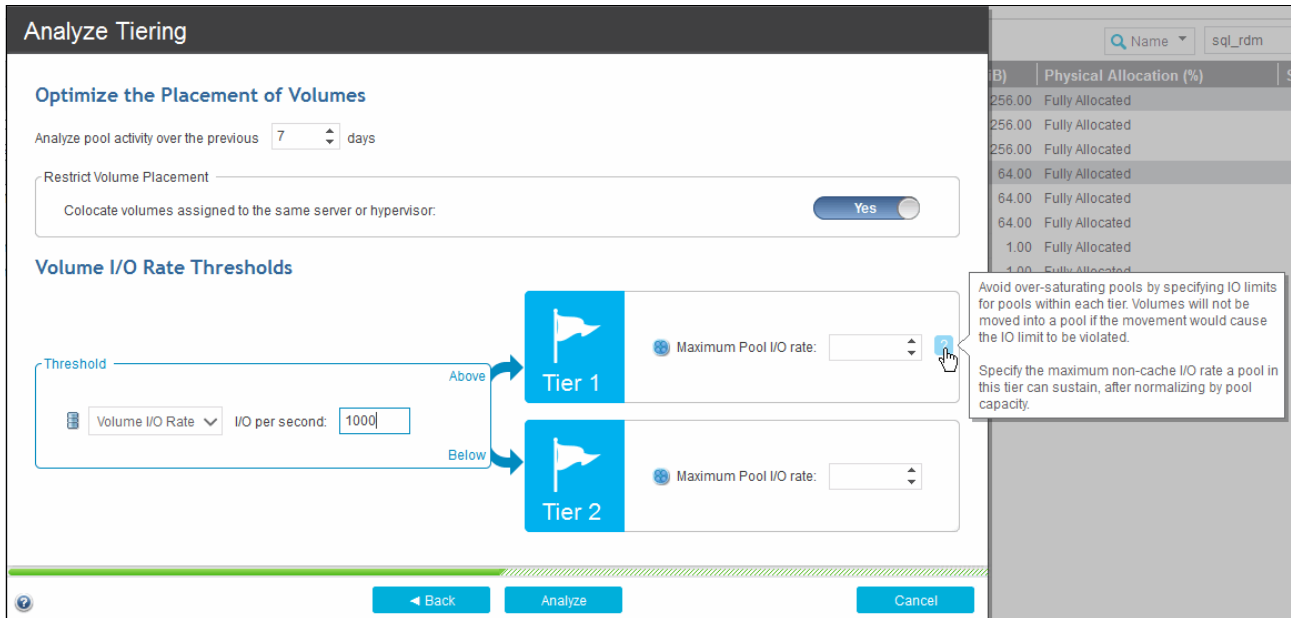 Analyze Tiering
Name
sql_rdm
Optimize the Placement of Volumes
Analyze pool activity over the previous 7 days
Restrict Volume Placement
Colocate volumes assigned to the same server or hypervisor: Yes
Volume I/O Rate Thresholds
Threshold
Volume I/O Rate I/O per second: 1000
Above
Below
Tier 1
Maximum Pool I/O rate:
Tier 2
Maximum Pool I/O rate:
Back
Analyze
Cancel
iB) Physical Allocation (%) S
256.00 Fully Allocated
256.00 Fully Allocated
256.00 Fully Allocated
64.00 Fully Allocated
64.00 Fully Allocated
64.00 Fully Allocated
1.00 Fully Allocated
1.00 Fully Allocated
Avoid over-saturating pools by specifying IO limits
for pools within each tier. Volumes will not be
moved into a pool if the movement would cause
the IO limit to be violated.
Specify the maximum non-cache I/O rate a pool in
this tier can sustain, after normalizing by pool
capacity.